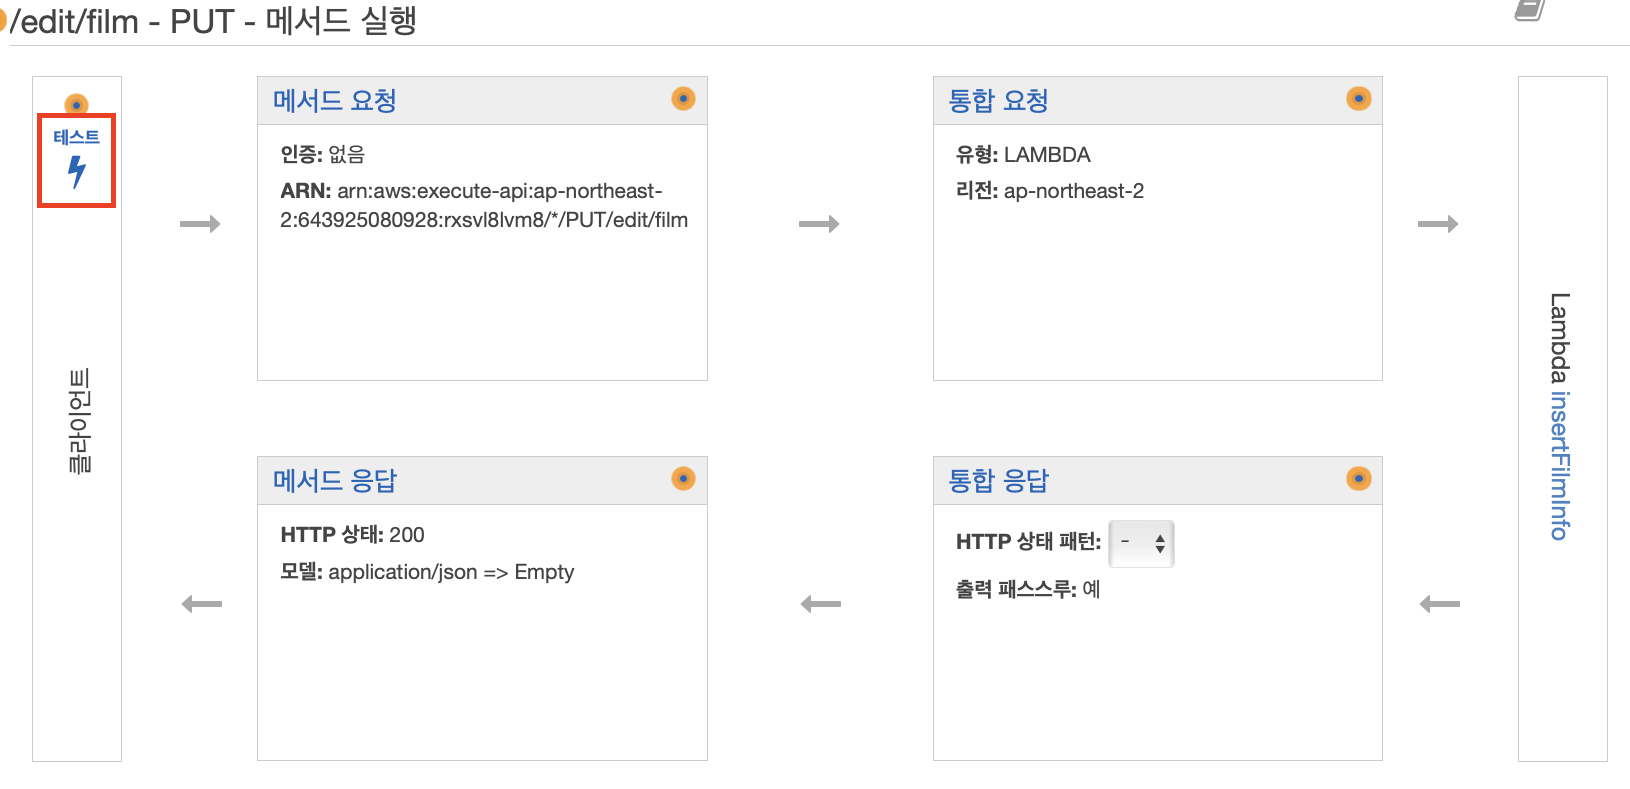 /edit/film - PUT - 메서드 실행
테스트
클라이언트
메서드 요청
인증: 없음
ARN: arn:aws:execute-api:ap-northeast-
2:643925080928:rxsvl8lvm8/*/PUT/edit/film
통합 요청
유형: LAMBDA
리전: ap-northeast-2
Lambda insertFilmInfo
메서드 응답
HTTP 상태: 200
모델: application/json => Empty
통합 응답
HTTP 상태 패턴: -
출력 패스스루: 예